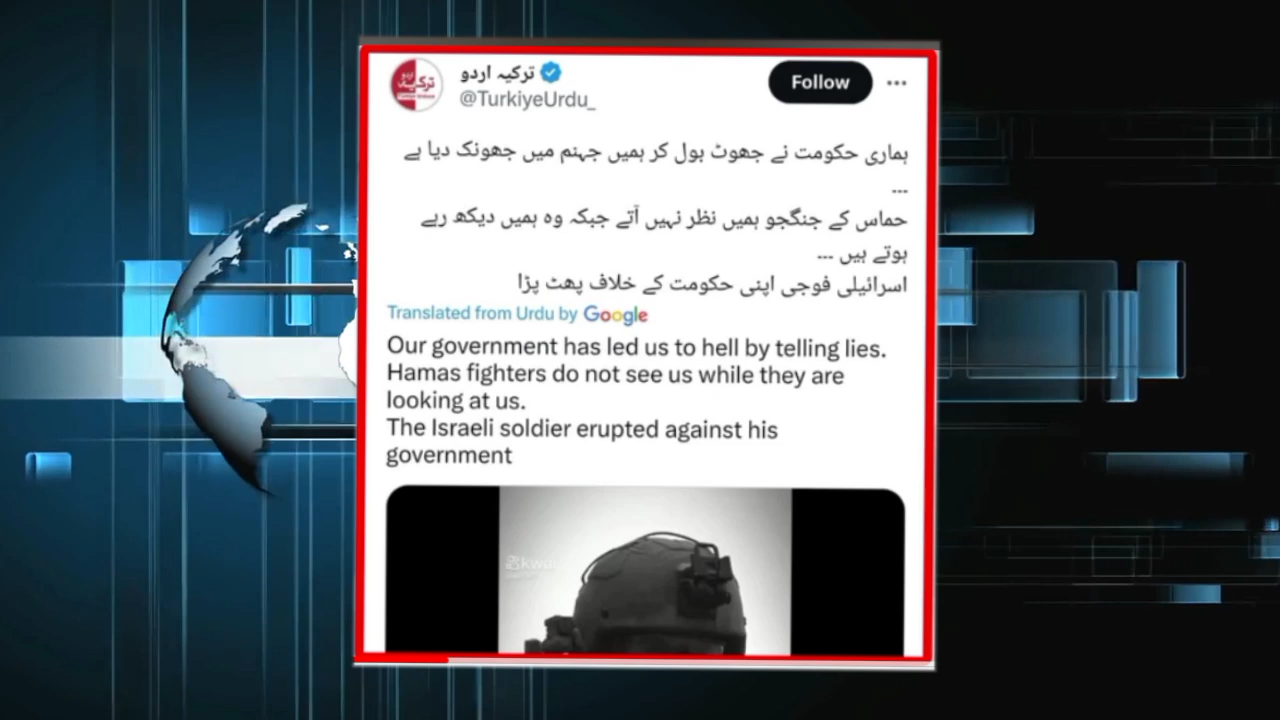 ترکیہ اردو
@TurkiyeUrdu_
Follow
ہماری حکومت نے جھوٹ بول کر ہمیں جہنم میں جھونک دیا ہے
---
حماس کے جنگجو ہمیں نظر نہیں آتے جبکہ وہ ہمیں دیکھ رہے
ہوتے ہیں ---
اسرائیلی فوجی اپنی حکومت کے خلاف پھٹ پڑا
Translated from Urdu by Google
Our government has led us to hell by telling lies.
Hamas fighters do not see us while they are
looking at us.
The Israeli soldier erupted against his
government